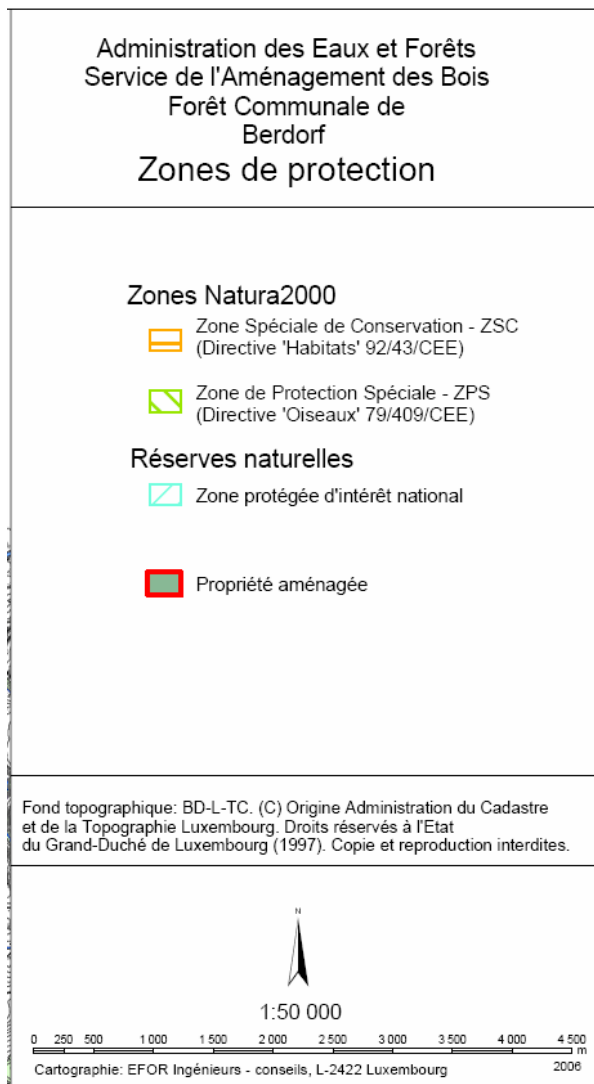 Administration des Eaux et Forêts
Service de l'Aménagement des Bois
Forêt Communale de
Berdorf
Zones de protection
Zones Natura2000
Zone Spéciale de Conservation - ZSC
(Directive 'Habitats' 92/43/CEE)
Zone de Protection Spéciale - ZPS
(Directive 'Oiseaux' 79/409/CEE)
Réserves naturelles
Zone protégée d'intérêt national
Propriété aménagée
Fond topographique: BD-L-TC. (C) Origine Administration du Cadastre
et de la Topographie Luxembourg. Droits réservés à l'Etat
du Grand-Duché de Luxembourg (1997). Copie et reproduction interdites.
N
1:50 000
0 250 500 1 000 1 500 2 000 2 500 3 000 3 500 4 000 4 500
m
Cartographie: EFOR Ingénieurs - conseils, L-2422 Luxembourg 2006